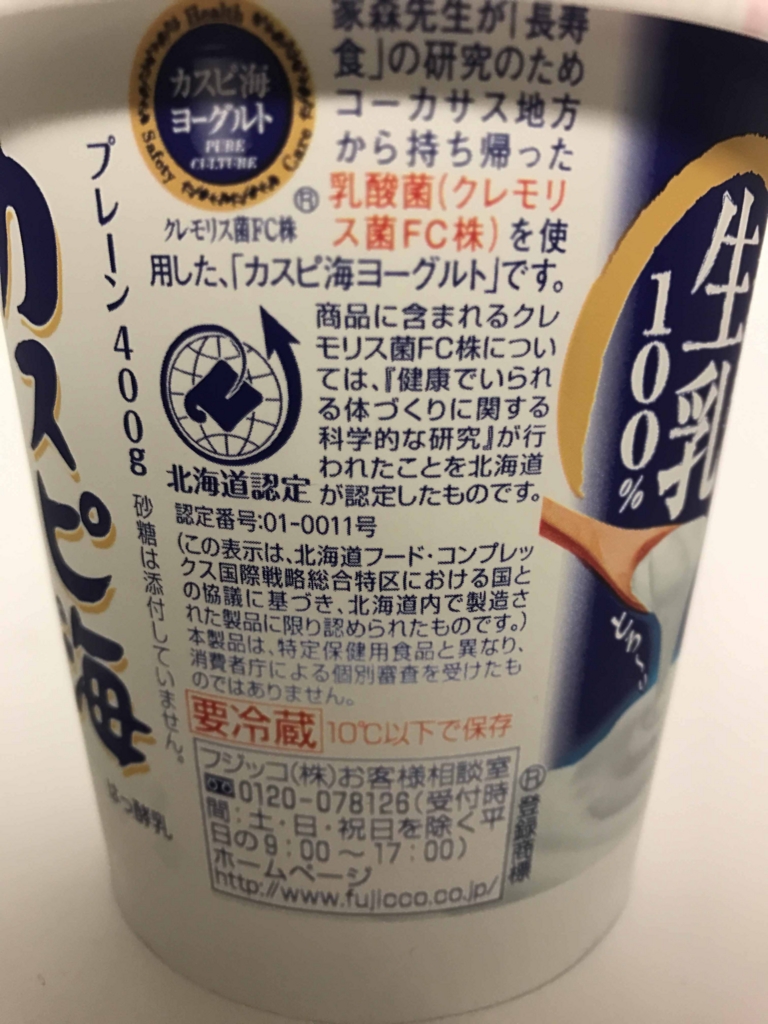 Health
カスピ海
ヨーグルト
PURE
CULTURE
Safety
Care
®
クレモリス菌FC株
家森先生が「長寿
食」の研究のため
コーカサス地方
から持ち帰った
乳酸菌(クレモリ
ス菌FC株)を使
用した、「カスピ海ヨーグルト」です。
商品に含まれるクレ
モリス菌FC株につい
ては、『健康でいられ
る体づくりに関する
科学的な研究』が行
われたことを北海道
が認定したものです。
北海道認定
認定番号:01-0011号
(この表示は、北海道フード・コンプレッ
クス国際戦略総合特区における国と
の協議に基づき、北海道内で製造さ
れた製品に限り認められたものです。)
本製品は、特定保健用食品と異なり、
消費者庁による個別審査を受けたも
のではありません。
要冷蔵 10℃以下で保存
フジッコ(株)お客様相談室
0120-078126(受付時
間:土・日・祝日を除く平
日の9:00〜17:00)
ホームページ
http://www.fujicco.co.jp/
®登録商標
カスピ海
プレーン 400g
砂糖は添付していません。
はっ酵乳
生乳
100%
とろ〜り